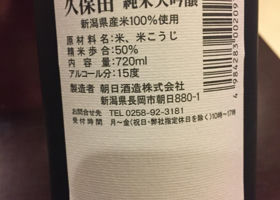 久保田 純米大吟醸
新潟県産米100%使用
原材料名：米、米こうじ
精米歩合：50%
内容量：720ml
アルコール分：15度
製造者 朝日酒造株式会社
新潟県長岡市朝日880-1
お問合せ先 TEL 0258-92-3181
受付時間 月～金（祝日、弊社指定休日を除く）10時～17時
4 984283 00209